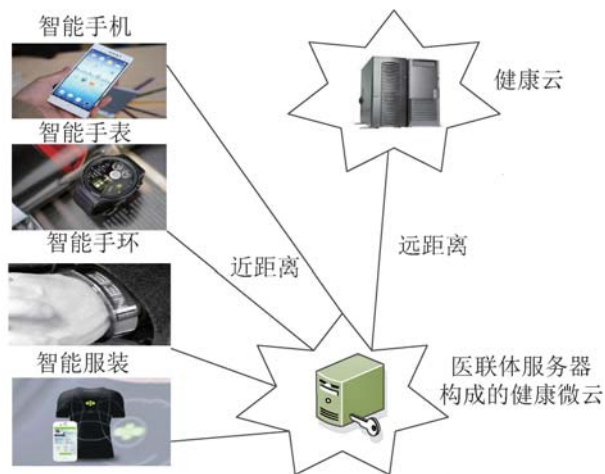 智能手机
智能手表
智能手环
智能服装
近距离
健康云
远距离
医联体服务器
构成的健康微云